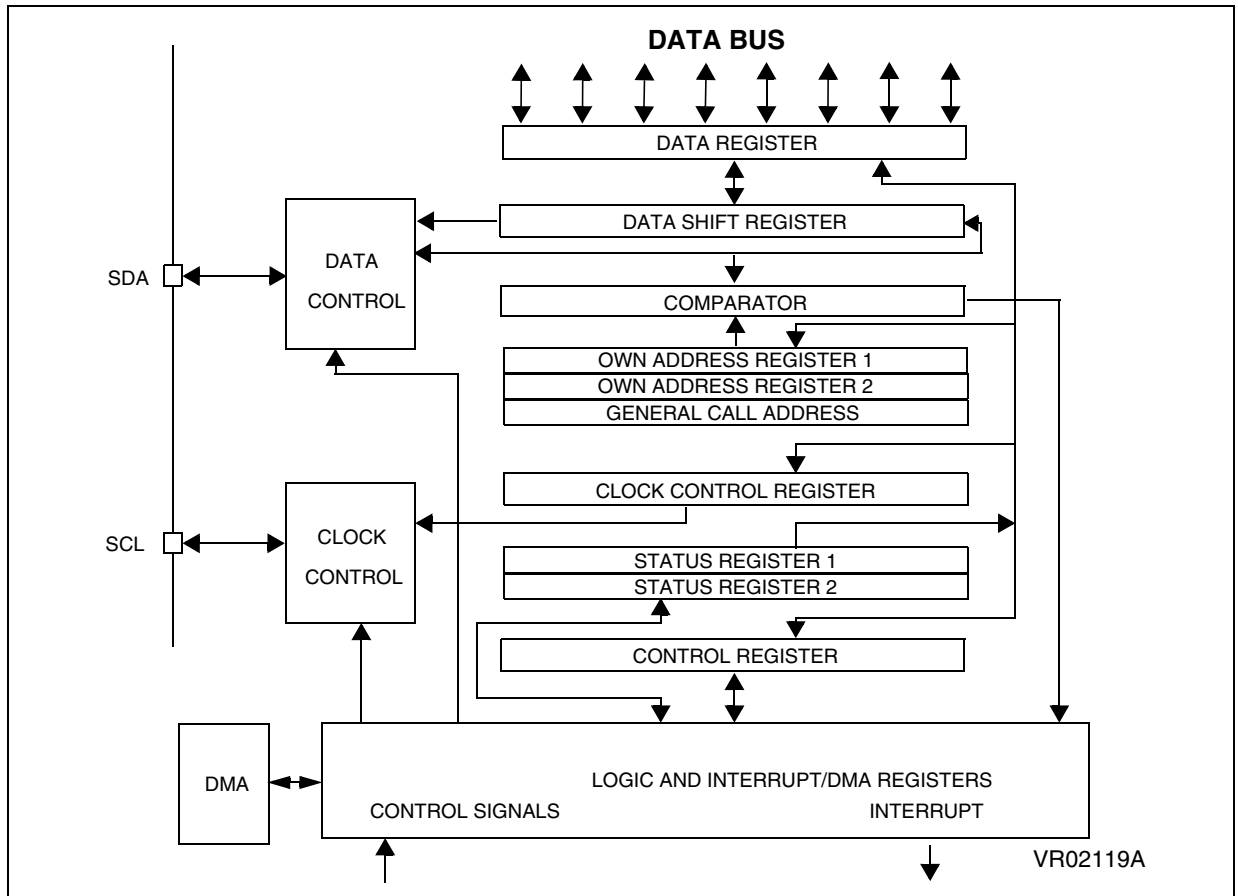 DATA BUS
DATA REGISTER
DATA SHIFT REGISTER
DATA
CONTROL
SDA
COMPARATOR
OWN ADDRESS REGISTER 1
OWN ADDRESS REGISTER 2
GENERAL CALL ADDRESS
CLOCK CONTROL REGISTER
CLOCK
CONTROL
SCL
STATUS REGISTER 1
STATUS REGISTER 2
CONTROL REGISTER
DMA
LOGIC AND INTERRUPT/DMA REGISTERS
CONTROL SIGNALS
INTERRUPT
VR02119A